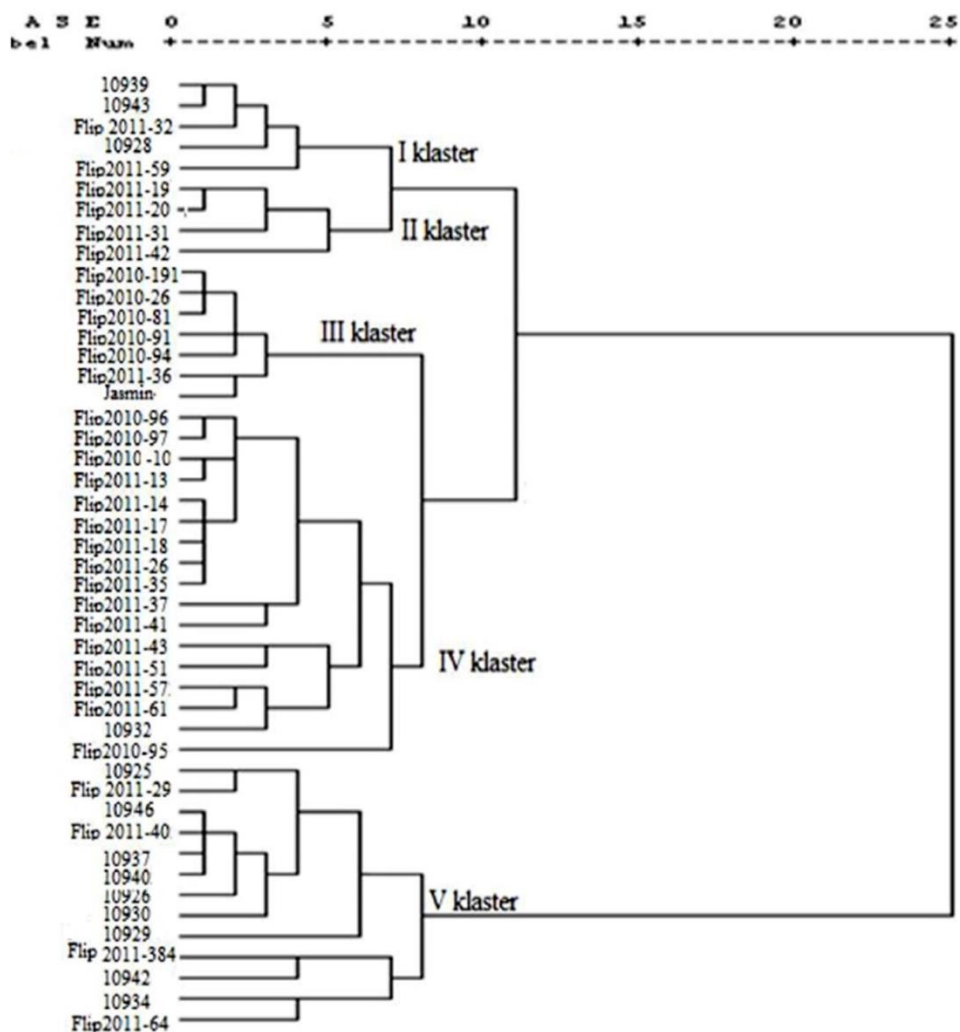 A S E 0 5 10 15 20 25
bel Num
10939
10943
Flip 2011-32
10928
I klaster
Flip2011-59
Flip2011-19
Flip2011-20
Flip2011-31
II klaster
Flip2011-42
Flip2010-191
Flip2010-26
Flip2010-81
III klaster
Flip2010-91
Flip2010-94
Flip2011-36
Jasmin
Flip2010-96
Flip2010-97
Flip2010 -10
Flip2011-13
Flip2011-14
Flip2011-17
Flip2011-18
Flip2011-26
Flip2011-35
Flip2011-37
Flip2011-41
Flip2011-43
Flip2011-51
IV klaster
Flip2011-57
Flip2011-61
10932
Flip2010-95
10925
Flip 2011-29
10946
Flip 2011-40
10937
10940
10926
V klaster
10930
10929
Flip 2011-384
10942
10934
Flip2011-64